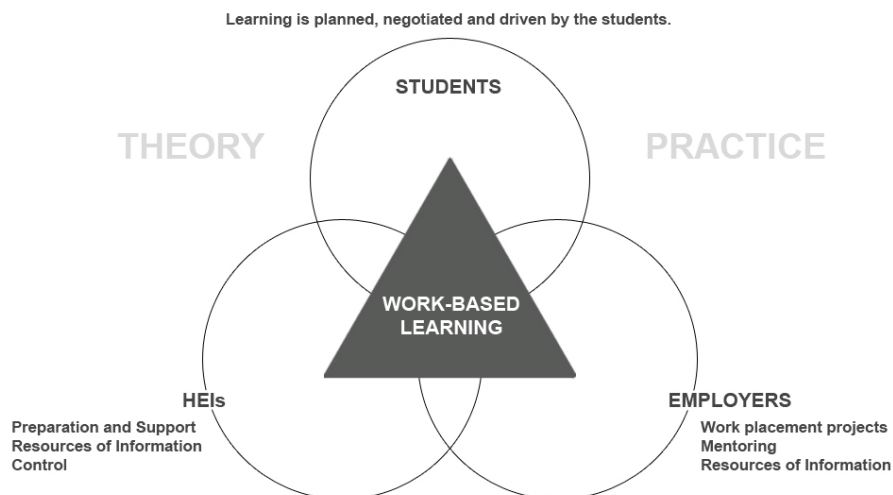 Learning is planned, negotiated and driven by the students.
STUDENTS
THEORY
PRACTICE
WORK-BASED
LEARNING
HEIs
Preparation and Support
Resources of Information
Control
EMPLOYERS
Work placement projects
Mentoring
Resources of Information